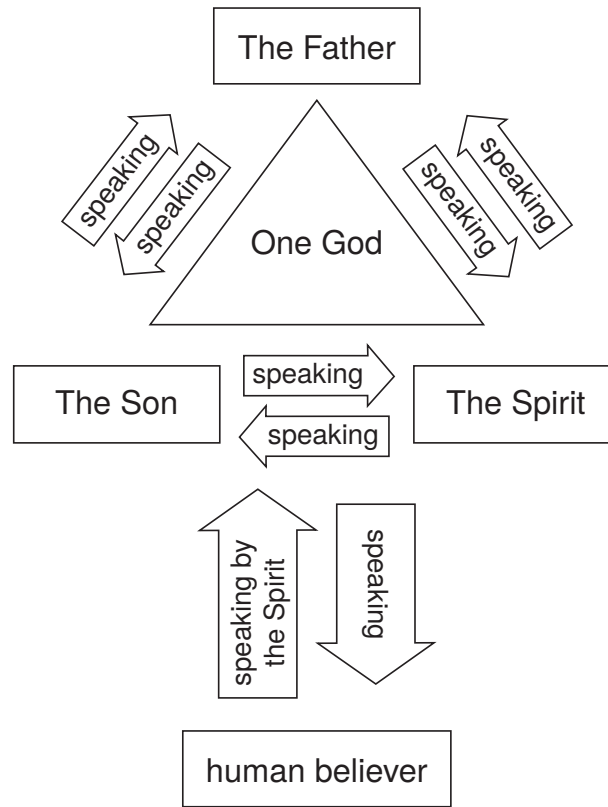 The Father
speaking
speaking
speaking
speaking
One God
The Son
speaking
speaking
The Spirit
speaking by
the Spirit
speaking
human believer